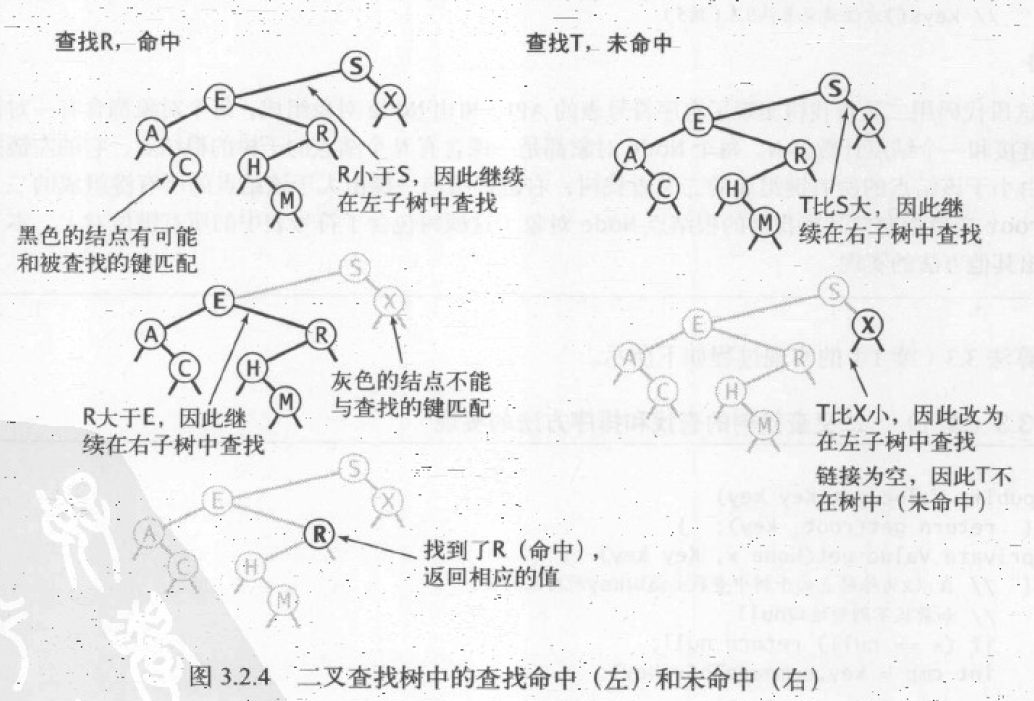 查找R，命中
S
E
X
A
R
C
H
M
R小于S，因此继续
在左子树中查找
黑色的结点有可能
和被查找的键匹配
S
E
X
A
R
C
H
M
灰色的结点不能
与查找的键匹配
R大于E，因此继
续在右子树中查找
S
E
X
A
R
C
H
M
找到了R（命中），
返回相应的值
查找T，未命中
S
E
X
A
R
C
H
M
T比S大，因此继
续在右子树中查找
S
E
X
A
R
C
H
M
T比X小，因此改为
在左子树中查找
链接为空，因此T不
在树中（未命中）
图 3.2.4 二叉查找树中的查找命中（左）和未命中（右）